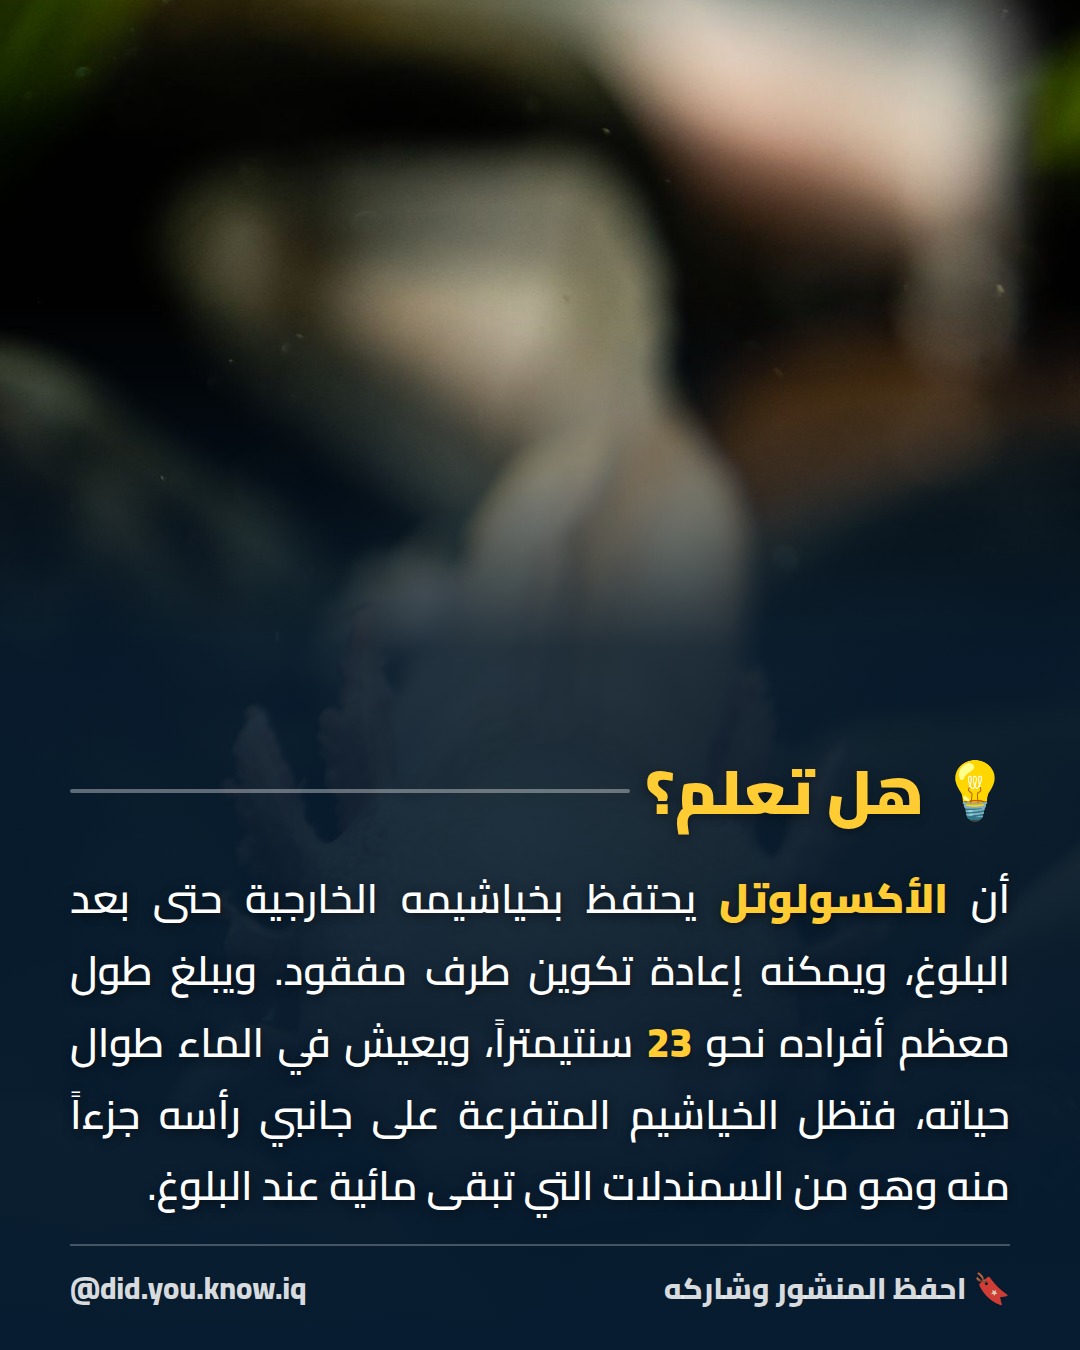 💡 هل تعلم؟
أن الأكسولوتل يحتفظ بخياشيمه الخارجية حتى بعد
البلوغ، ويمكنه إعادة تكوين طرف مفقود. ويبلغ طول
معظم أفراده نحو 23 سنتيمتراً، ويعيش في الماء طوال
حياته، فتظل الخياشيم المتفرعة على جانبي رأسه جزءاً
منه وهو من السمندلات التي تبقى مائية عند البلوغ.
🔖 احفظ المنشور وشاركه
@did.you.know.iq